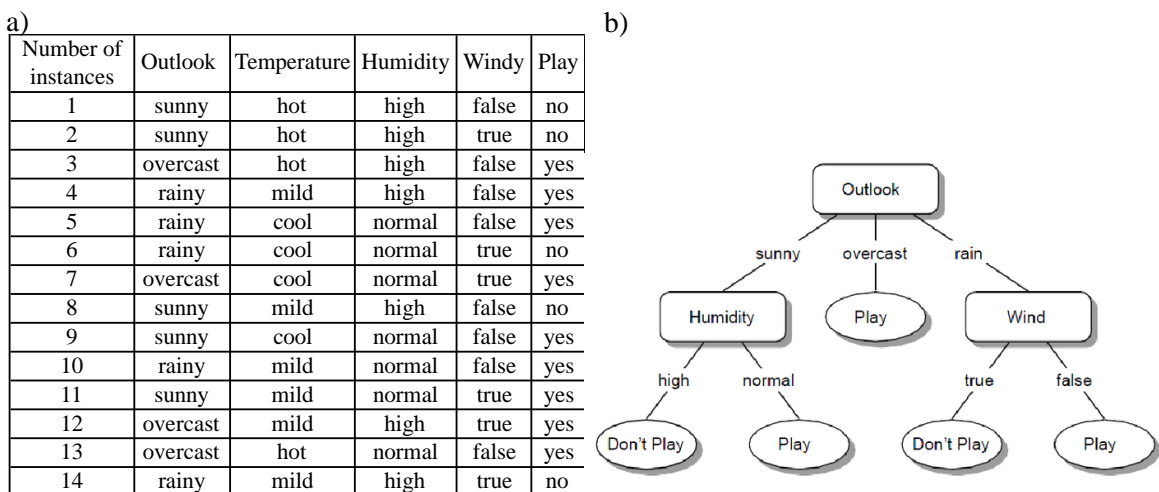 a)
Number of instances Outlook Temperature Humidity Windy Play
1 sunny hot high false no
2 sunny hot high true no
3 overcast hot high false yes
4 rainy mild high false yes
5 rainy cool normal false yes
6 rainy cool normal true no
7 overcast cool normal true yes
8 sunny mild high false no
9 sunny cool normal false yes
10 rainy mild normal false yes
11 sunny mild normal true yes
12 overcast mild high true yes
13 overcast hot normal false yes
14 rainy mild high true no
b)
Outlook
sunny overcast rain
Humidity Play Wind
high normal true false
Don't Play Play Don't Play Play